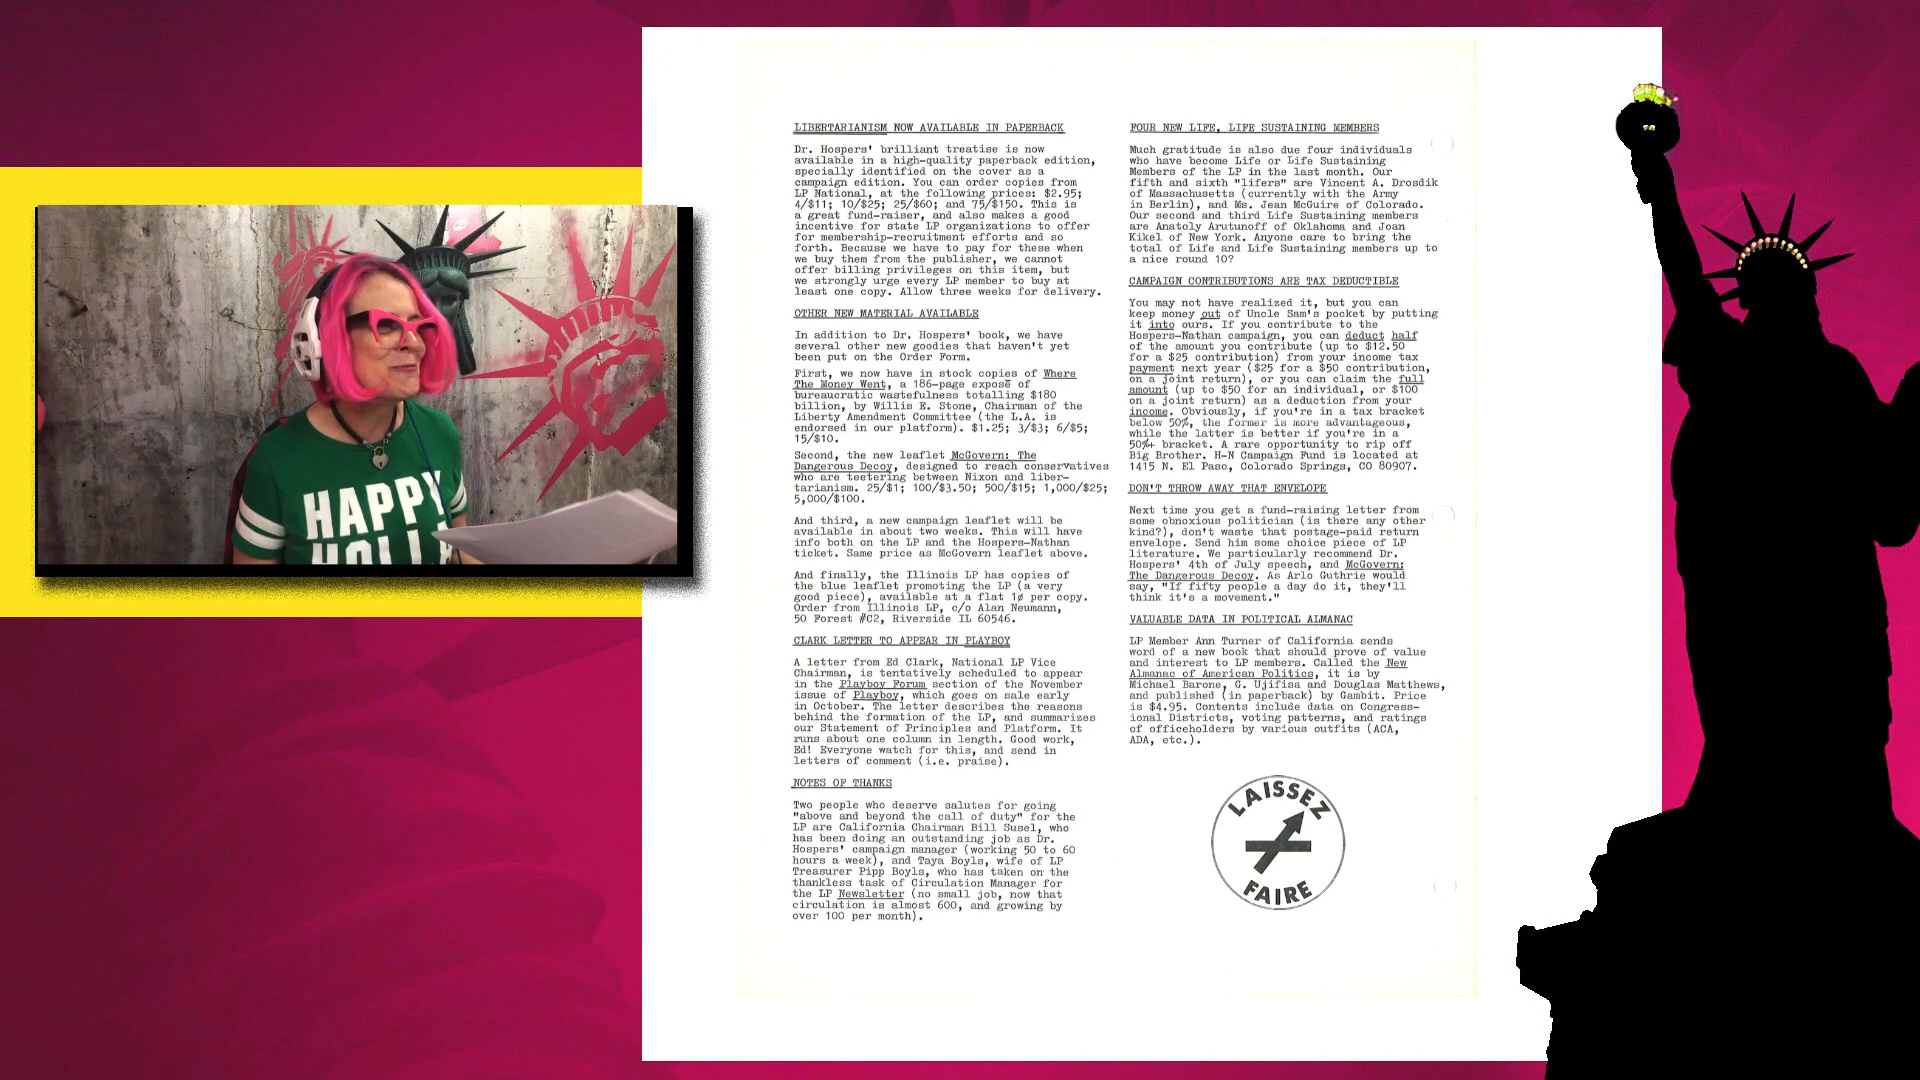 HAPPY
HOLL
LIBERTARIANISM NOW AVAILABLE IN PAPERBACK
Dr. Hospers' brilliant treatise is now
available in a high-quality paperback edition,
specially identified on the cover as a
campaign edition. You can order copies from
LP National, at the following prices: $2.95;
4/$11; 10/$25; 25/$60; and 75/$150. This is
a great fund-raiser, and also makes a good
incentive for state LP organizations to offer
for membership-recruitment efforts and so
forth. Because we have to pay for these when
we buy them from the publisher, we cannot
offer billing privileges on this item, but
we strongly urge every LP member to buy at
least one copy. Allow three weeks for delivery.
OTHER NEW MATERIAL AVAILABLE
In addition to Dr. Hospers' book, we have
several other new goodies that haven't yet
been put on the Order Form.
First, we now have in stock copies of Where
The Money Went, a 186-page exposé of
bureaucratic wastefulness totalling $180
billion, by Willis E. Stone, Chairman of the
Liberty Amendment Committee (the L.A. is
endorsed in our platform). $1.25; 3/$3; 6/$5;
15/$10.
Second, the new leaflet McGovern: The
Dangerous Decoy, designed to reach conservatives
who are teetering between Nixon and liber-
tarianism. 25/$1; 100/$3.50; 500/$15; 1,000/$25;
5,000/$100.
And third, a new campaign leaflet will be
available in about two weeks. This will have
info both on the LP and the Hospers-Nathan
ticket. Same price as McGovern leaflet above.
And finally, the Illinois LP has copies of
the blue leaflet promoting the LP (a very
good piece), available at a flat 1¢ per copy.
Order from Illinois LP, c/o Alan Neumann,
50 Forest #C2, Riverside IL 60546.
CLARK LETTER TO APPEAR IN PLAYBOY
A letter from Ed Clark, National LP Vice
Chairman, is tentatively scheduled to appear
in the Playboy Forum section of the November
issue of Playboy, which goes on sale early
in October. The letter describes the reasons
behind the formation of the LP, and summarizes
our Statement of Principles and Platform. It
runs about one column in length. Good work,
Ed! Everyone watch for this, and send in
letters of comment (i.e. praise).
NOTES OF THANKS
Two people who deserve salutes for going
"above and beyond the call of duty" for the
LP are California Chairman Bill Susel, who
has been doing an outstanding job as Dr.
Hospers' campaign manager (working 50 to 60
hours a week), and Taya Boyls, wife of LP
Treasurer Pipp Boyls, who has taken on the
thankless task of Circulation Manager for
the LP Newsletter (no small job, now that
circulation is almost 600, and growing by
over 100 per month).
FOUR NEW LIFE, LIFE SUSTAINING MEMBERS
Much gratitude is also due four individuals
who have become Life or Life Sustaining
Members of the LP in the last month. Our
fifth and sixth "lifers" are Vincent A. Drosdik
of Massachusetts (currently with the Army
in Berlin), and Ms. Jean McGuire of Colorado.
Our second and third Life Sustaining members
are Anatoly Arutunoff of Oklahoma and Joan
Kikel of New York. Anyone care to bring the
total of Life and Life Sustaining members up to
a nice round 10?
CAMPAIGN CONTRIBUTIONS ARE TAX DEDUCTIBLE
You may not have realized it, but you can
keep money out of Uncle Sam's pocket by putting
it into ours. If you contribute to the
Hospers-Nathan campaign, you can deduct half
of the amount you contribute (up to $12.50
for a $25 contribution) from your income tax
payment next year ($25 for a $50 contribution,
on a joint return), or you can claim the full
amount (up to $50 for an individual, or $100
on a joint return) as a deduction from your
income. Obviously, if you're in a tax bracket
below 50%, the former is more advantageous,
while the latter is better if you're in a
50%+ bracket. A rare opportunity to rip off
Big Brother. H-N Campaign Fund is located at
1415 N. El Paso, Colorado Springs, CO 80907.
DON'T THROW AWAY THAT ENVELOPE
Next time you get a fund-raising letter from
some obnoxious politician (is there any other
kind?), don't waste that postage-paid return
envelope. Send him some choice piece of LP
literature. We particularly recommend Dr.
Hospers' 4th of July speech, and McGovern:
The Dangerous Decoy. As Arlo Guthrie would
say, "If fifty people a day do it, they'll
think it's a movement."
VALUABLE DATA IN POLITICAL ALMANAC
LP Member Ann Turner of California sends
word of a new book that should prove of value
and interest to LP members. Called the New
Almanac of American Politics, it is by
Michael Barone, G. Ujifisa and Douglas Matthews,
and published (in paperback) by Gambit. Price
is $4.95. Contents include data on Congress-
ional Districts, voting patterns, and ratings
of officeholders by various outfits (ACA,
ADA, etc.).
LAISSEZ
FAIRE